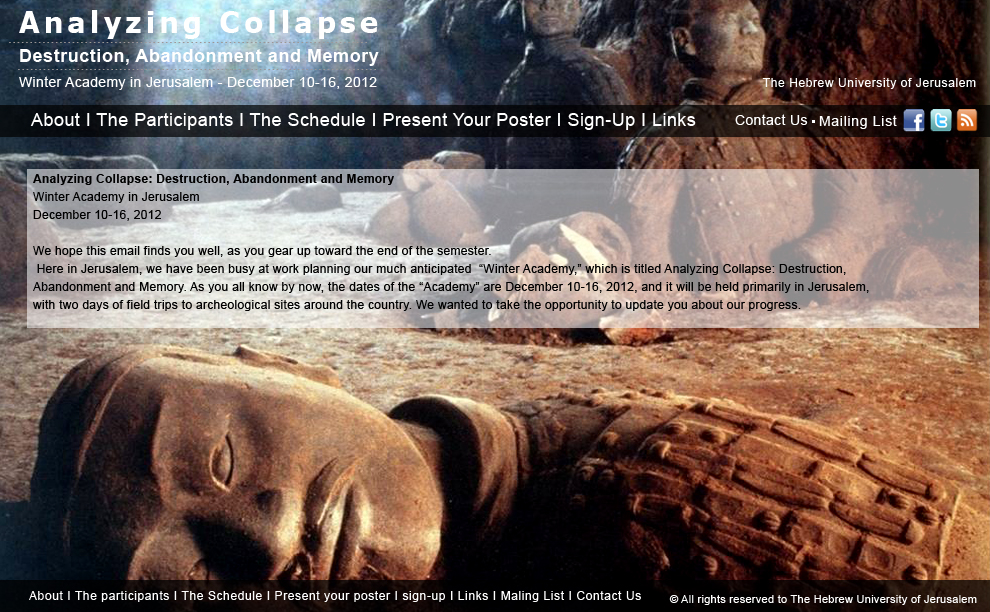 Analyzing Collapse
Destruction, Abandonment and Memory
Winter Academy in Jerusalem - December 10-16, 2012
The Hebrew University of Jerusalem
About I The Participants I The Schedule I Present Your Poster I Sign-Up I Links
Contact Us • Mailing List
Analyzing Collapse: Destruction, Abandonment and Memory
Winter Academy in Jerusalem
December 10-16, 2012
We hope this email finds you well, as you gear up toward the end of the semester.
Here in Jerusalem, we have been busy at work planning our much anticipated “Winter Academy,” which is titled Analyzing Collapse: Destruction,
Abandonment and Memory. As you all know by now, the dates of the “Academy” are December 10-16, 2012, and it will be held primarily in Jerusalem,
with two days of field trips to archeological sites around the country. We wanted to take the opportunity to update you about our progress.
About I The participants I The Schedule I Present your poster I sign-up I Links I Maling List I Contact Us
© All rights reserved to The Hebrew University of Jerusalem